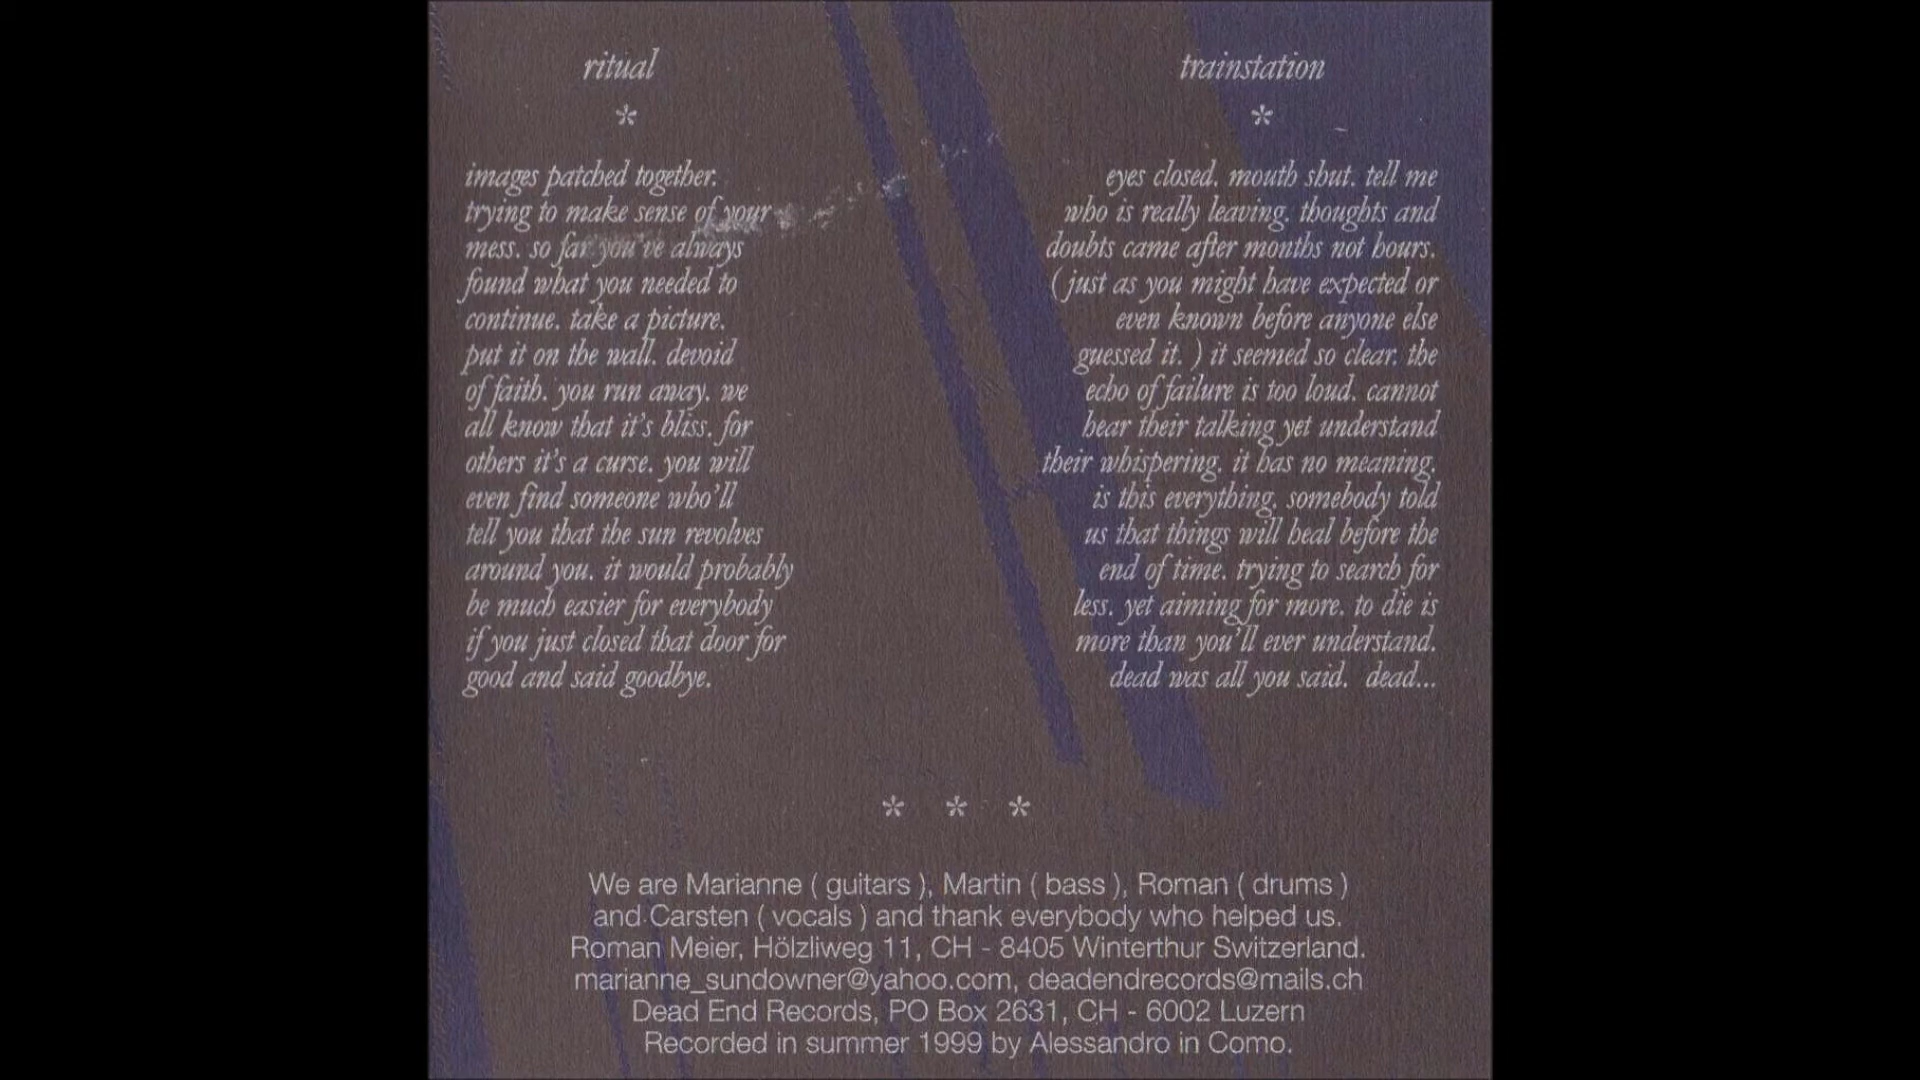 ritual
*
images patched together.
trying to make sense of your
mess. so far you've always
found what you needed to
continue. take a picture.
put it on the wall. devoid
of faith. you run away. we
all know that it's bliss. for
others it's a curse. you will
even find someone who'll
tell you that the sun revolves
around you. it would probably
be much easier for everybody
if you just closed that door for
good and said goodbye.
trainstation
*
eyes closed. mouth shut. tell me
who is really leaving. thoughts and
doubts came after months not hours.
( just as you might have expected or
even known before anyone else
guessed it. ) it seemed so clear. the
echo of failure is too loud. cannot
hear their talking yet understand
their whispering. it has no meaning.
is this everything. somebody told
us that things will heal before the
end of time. trying to search for
less. yet aiming for more. to die is
more than you'll ever understand.
dead was all you said. dead...
* * *
We are Marianne ( guitars ), Martin ( bass ), Roman ( drums )
and Carsten ( vocals ) and thank everybody who helped us.
Roman Meier, Hölzliweg 11, CH - 8405 Winterthur Switzerland.
marianne_sundowner@yahoo.com, deadendrecords@mails.ch
Dead End Records, PO Box 2631, CH - 6002 Luzern
Recorded in summer 1999 by Alessandro in Como.